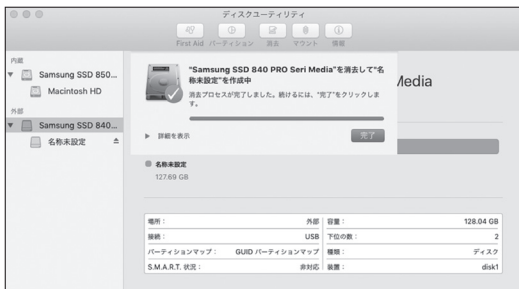 ディスクユーティリティ
First Aid パーティション 消去 マウント 情報
内蔵
Samsung SSD 850...
Macintosh HD
外部
Samsung SSD 840...
名称未設定
"Samsung SSD 840 PRO Seri Media"を消去して"名
称未設定"を作成中
消去プロセスが完了しました。続けるには、"完了"をクリックしま
す。
詳細を表示
完了
Media
名称未設定
127.69 GB
場所： 外部 容量： 128.04 GB
接続： USB 下位の数： 2
パーティションマップ： GUID パーティションマップ 種類： ディスク
S.M.A.R.T. 状況： 非対応 装置： disk1